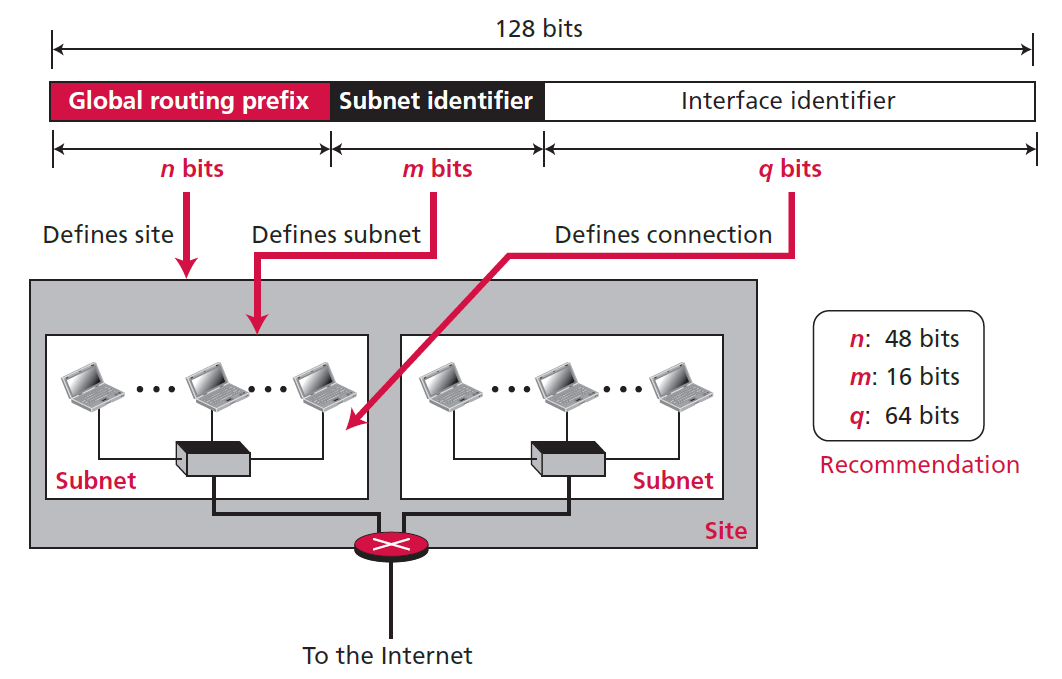 128 bits
Global routing prefix Subnet identifier Interface identifier
n bits m bits q bits
Defines site Defines subnet Defines connection
n: 48 bits
m: 16 bits
q: 64 bits
Recommendation
Subnet Subnet
Site
To the Internet